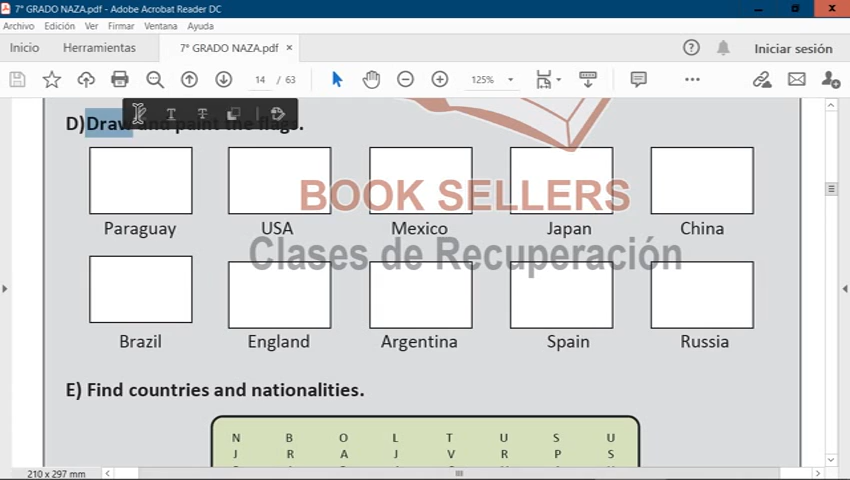 7° GRADO NAZA.pdf - Adobe Acrobat Reader DC
Archivo Edición Ver Firmar Ventana Ayuda
Inicio Herramientas 7° GRADO NAZA.pdf × Iniciar sesión
14 / 63 125%
D)Draw and paint the flags.
BOOK SELLERS
Paraguay USA Mexico Japan China
Clases de Recuperación
Brazil England Argentina Spain Russia
E) Find countries and nationalities.
N B O L T U S U
J R A J V R P S
210 x 297 mm